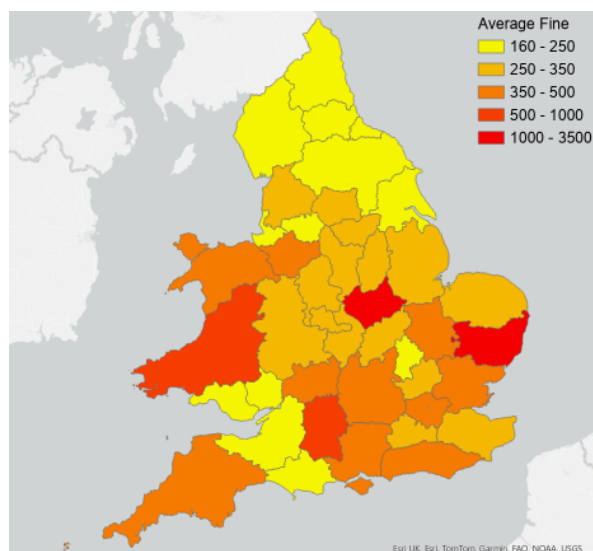 Average Fine
160 - 250
250 - 350
350 - 500
500 - 1000
1000 - 3500
Esri UK, Esri, TomTom, Garmin, FAO, NOAA, USGS